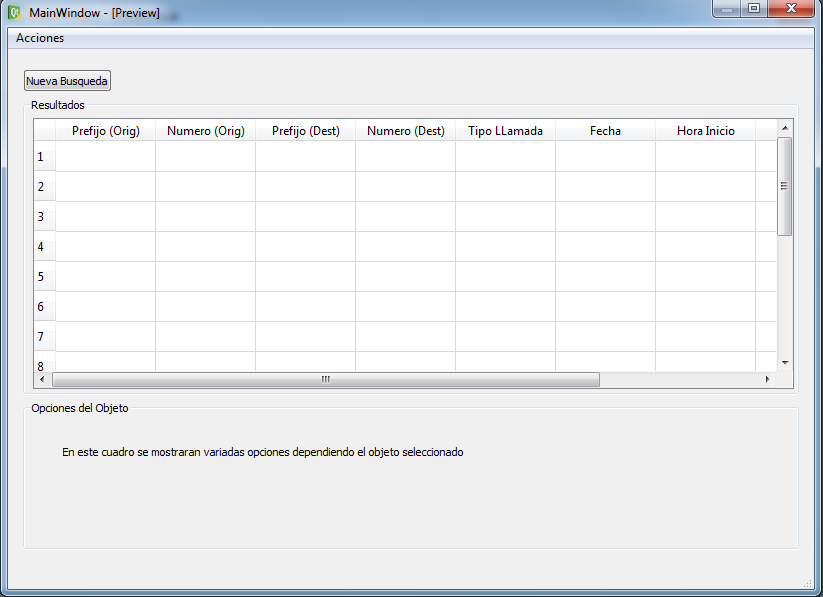 MainWindow - [Preview]
Acciones
Nueva Busqueda
Resultados
Prefijo (Orig) Numero (Orig) Prefijo (Dest) Numero (Dest) Tipo LLamada Fecha Hora Inicio
1
2
3
4
5
6
7
8
Opciones del Objeto
En este cuadro se mostraran variadas opciones dependiendo el objeto seleccionado